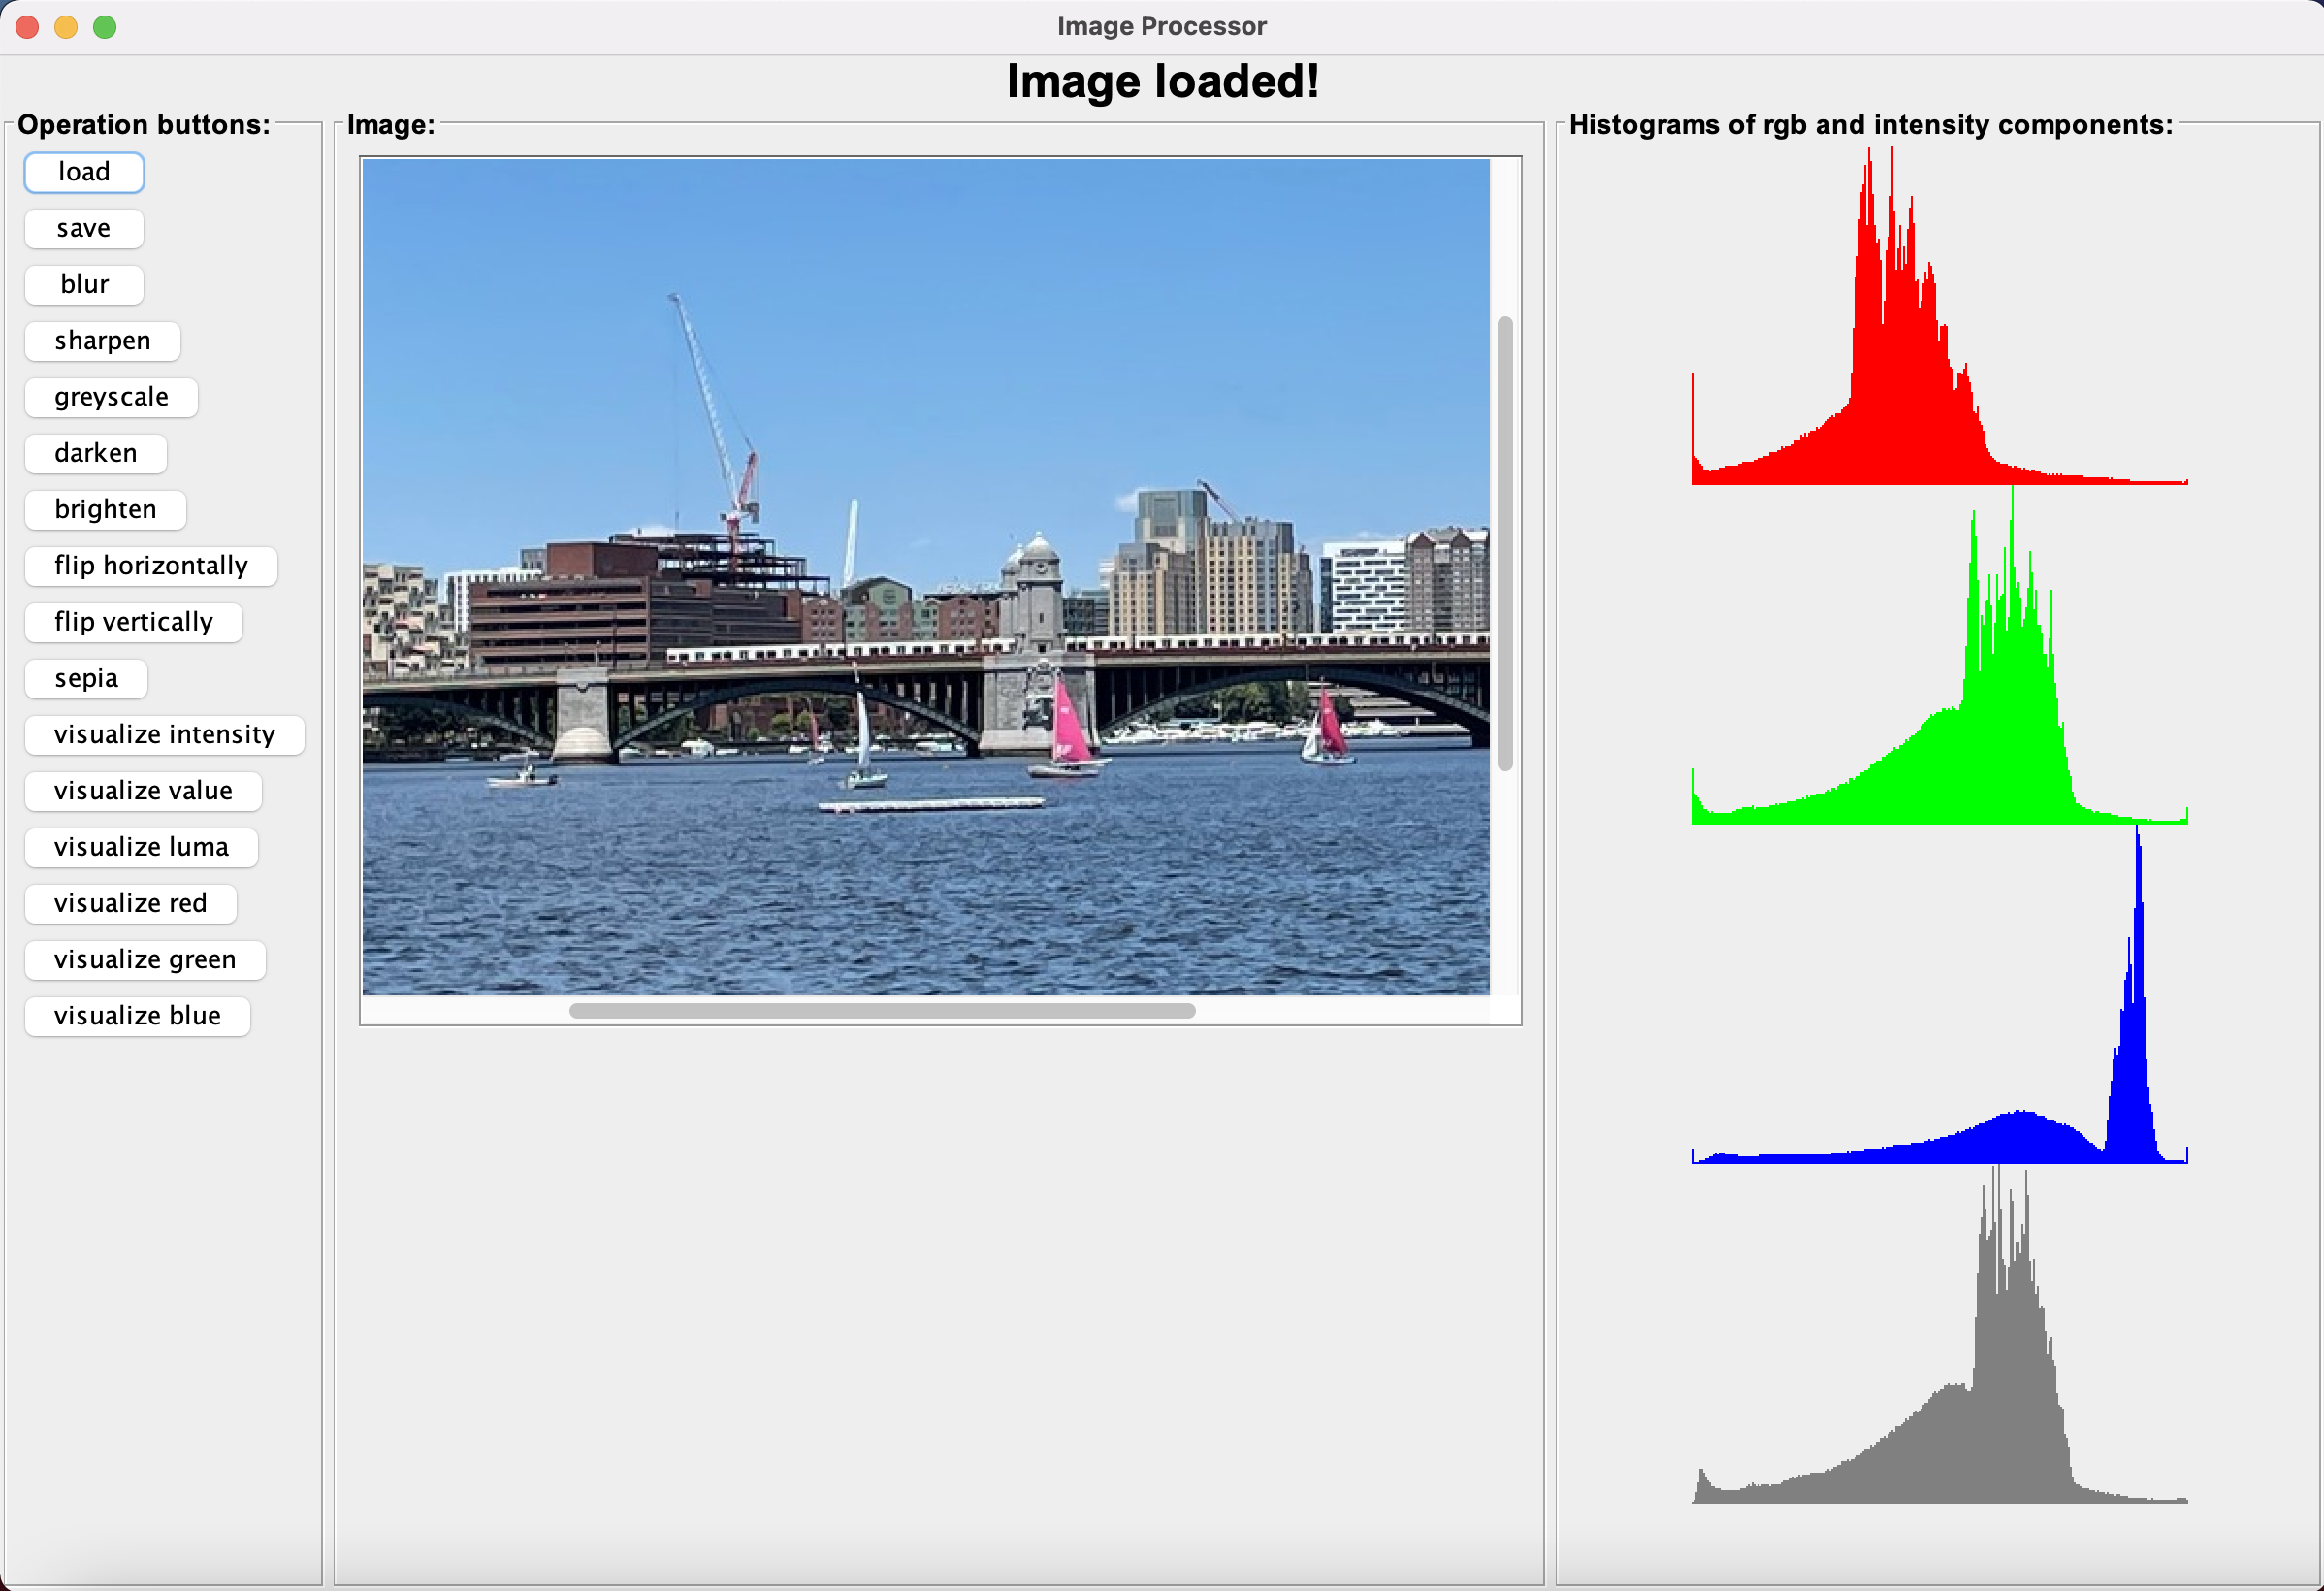 Image Processor
Image loaded!
Operation buttons:
load
save
blur
sharpen
greyscale
darken
brighten
flip horizontally
flip vertically
sepia
visualize intensity
visualize value
visualize luma
visualize red
visualize green
visualize blue
Image:
Histograms of rgb and intensity components: